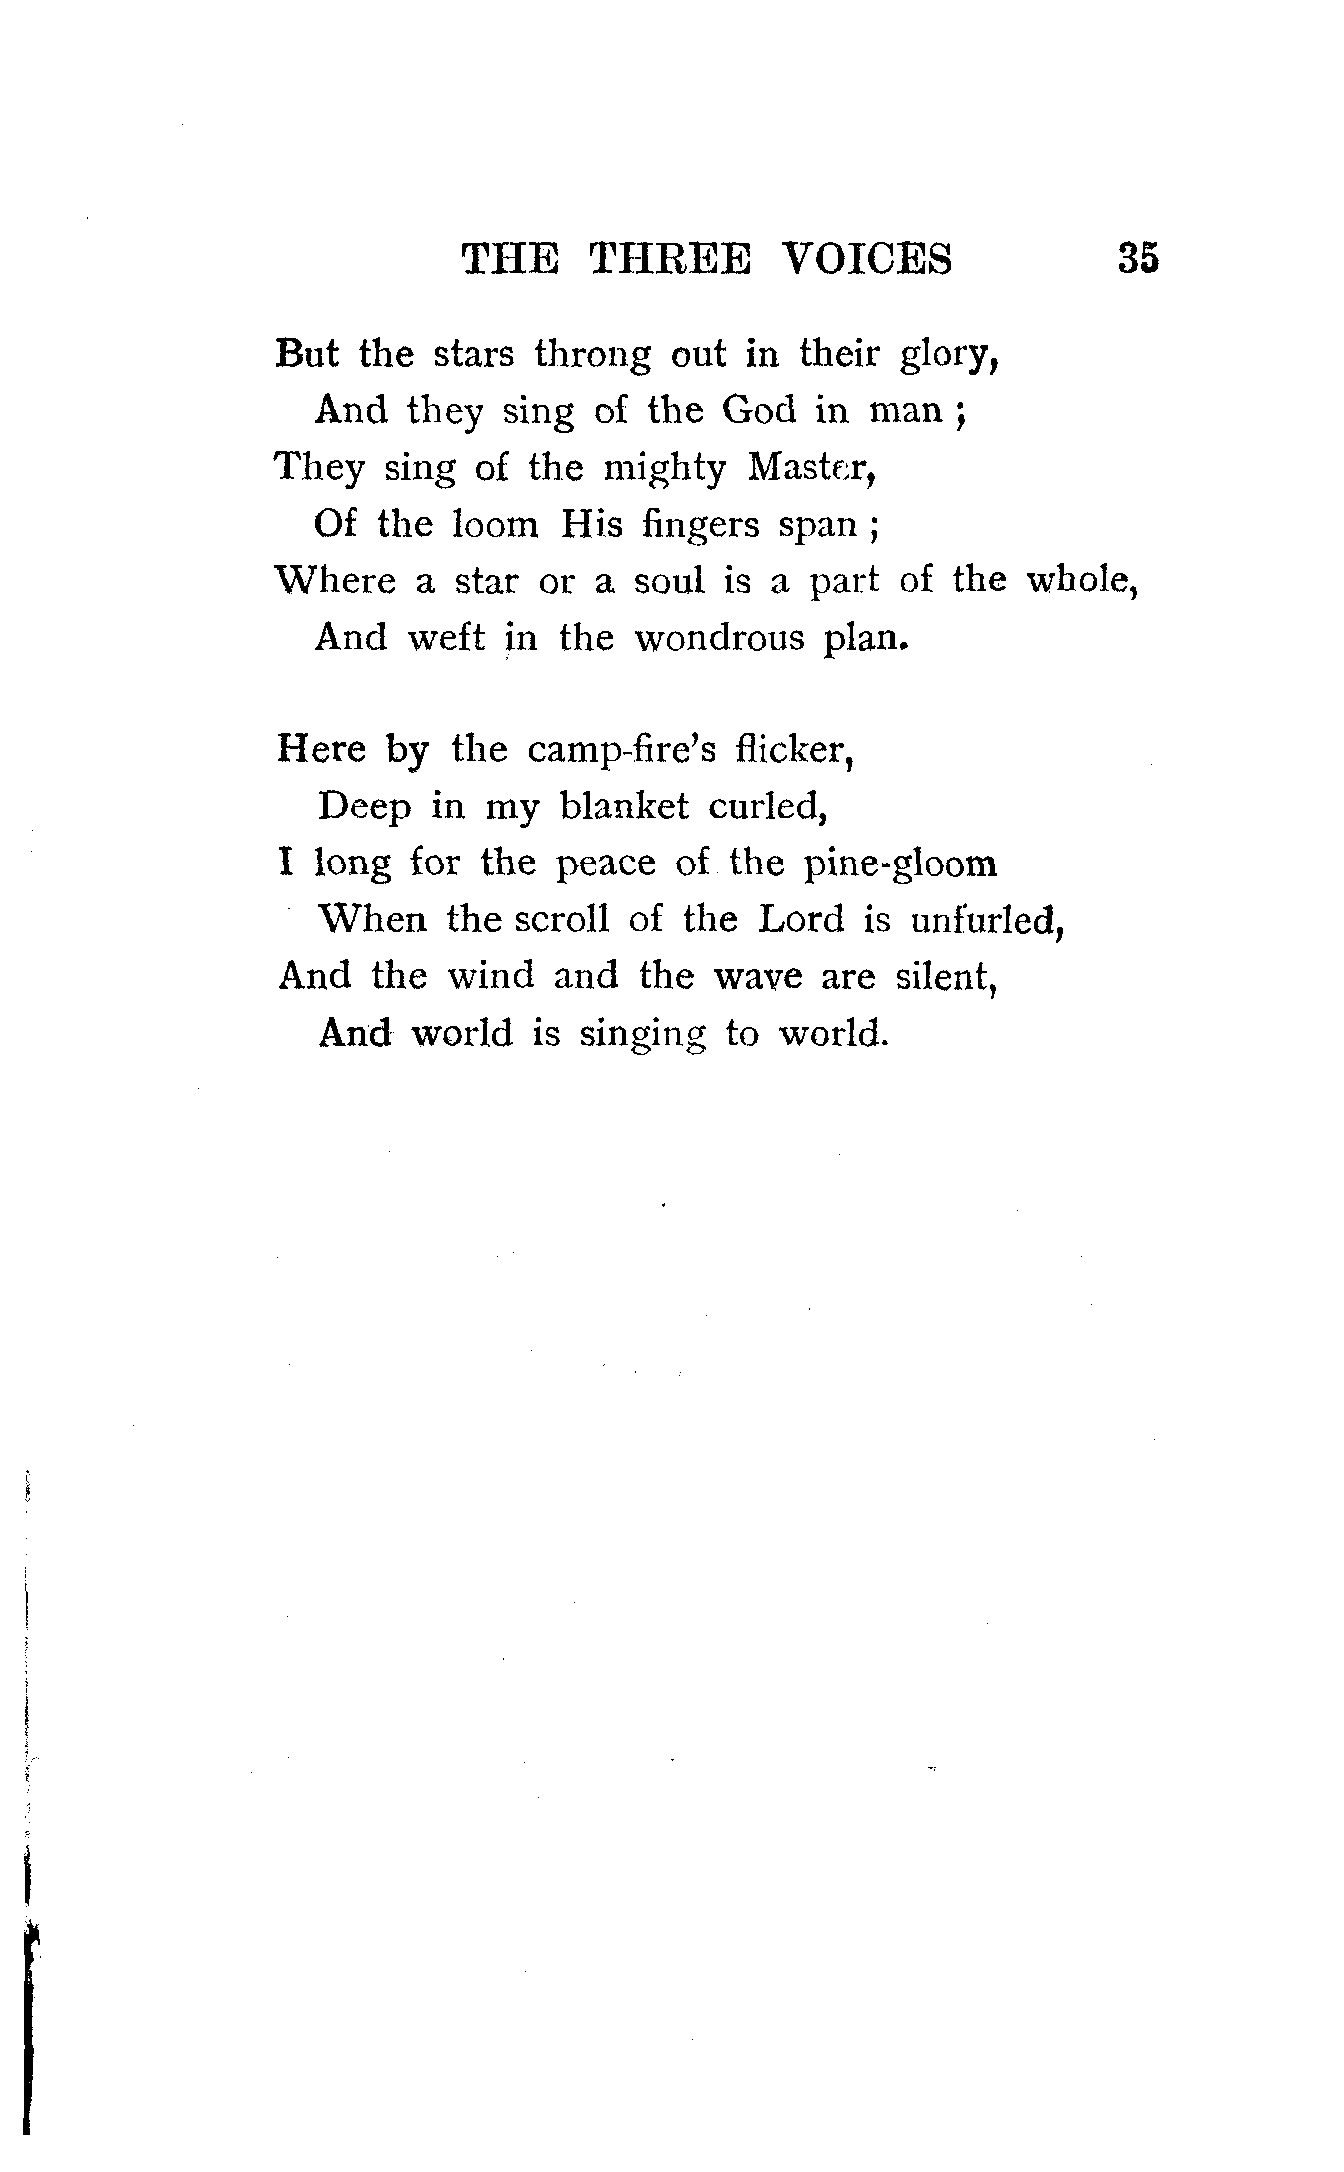 THE THREE VOICES 35
But the stars throng out in their glory,
And they sing of the God in man ;
They sing of the mighty Master,
Of the loom His fingers span ;
Where a star or a soul is a part of the whole,
And weft in the wondrous plan.
Here by the camp-fire's flicker,
Deep in my blanket curled,
I long for the peace of the pine-gloom
When the scroll of the Lord is unfurled,
And the wind and the wave are silent,
And world is singing to world.